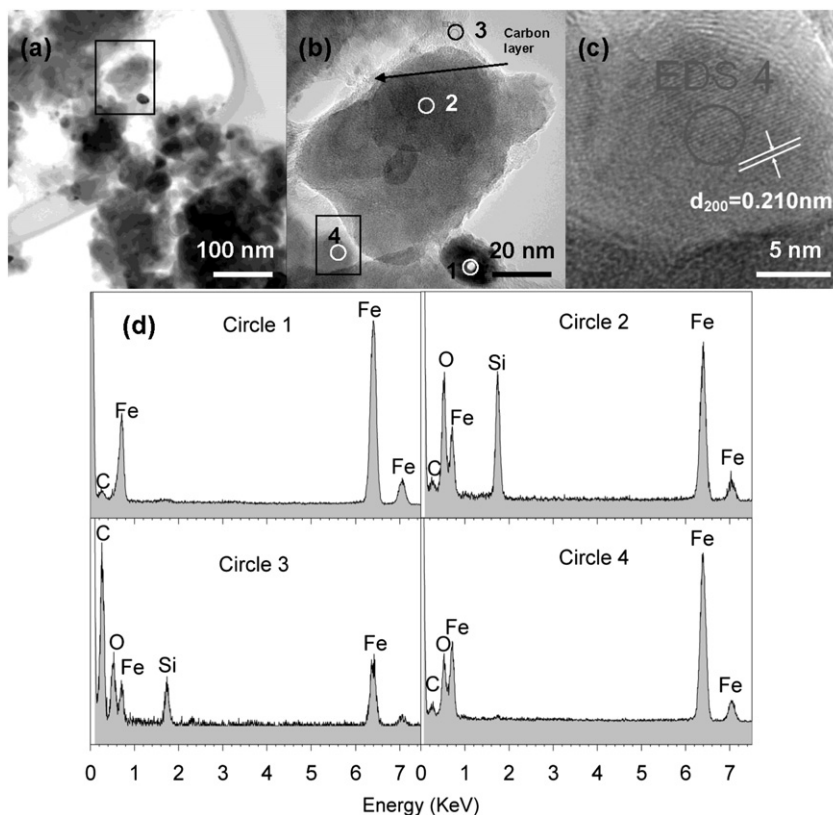 (a)
100 nm
(b)
3
Carbon
layer
2
4
1
20 nm
(c)
EDS 4
d200=0.210nm
5 nm
(d)
Circle 1
Fe
Fe
C
Fe
Circle 2
Fe
O
Si
Fe
C
Fe
Circle 3
C
O
Fe
Si
Fe
Circle 4
Fe
Fe
O
C
Fe
0 1 2 3 4 5 6 7
0 1 2 3 4 5 6 7
Energy (KeV)